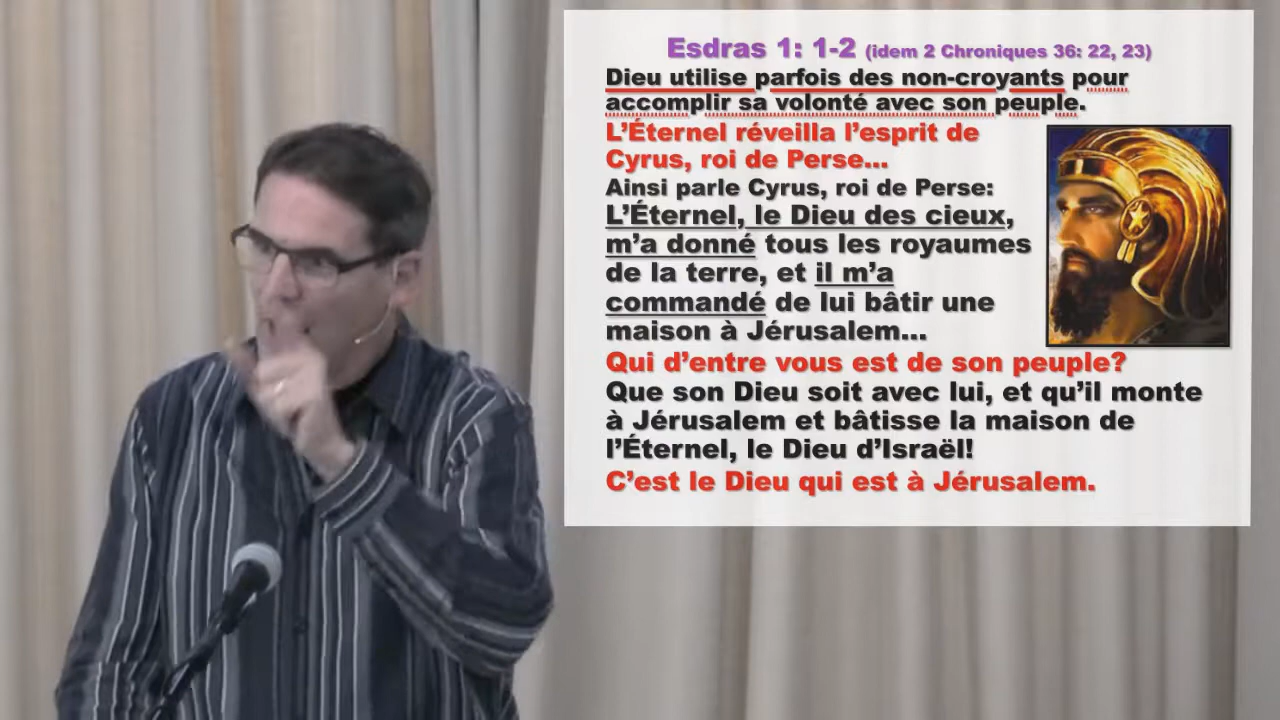 Esdras 1: 1-2 (idem 2 Chroniques 36: 22, 23)
Dieu utilise parfois des non-croyants pour
accomplir sa volonté avec son peuple.
L'Éternel réveilla l'esprit de
Cyrus, roi de Perse...
Ainsi parle Cyrus, roi de Perse:
L'Éternel, le Dieu des cieux,
m'a donné tous les royaumes
de la terre, et il m'a
commandé de lui bâtir une
maison à Jérusalem...
Qui d'entre vous est de son peuple?
Que son Dieu soit avec lui, et qu'il monte
à Jérusalem et bâtisse la maison de
l'Éternel, le Dieu d'Israël!
C'est le Dieu qui est à Jérusalem.